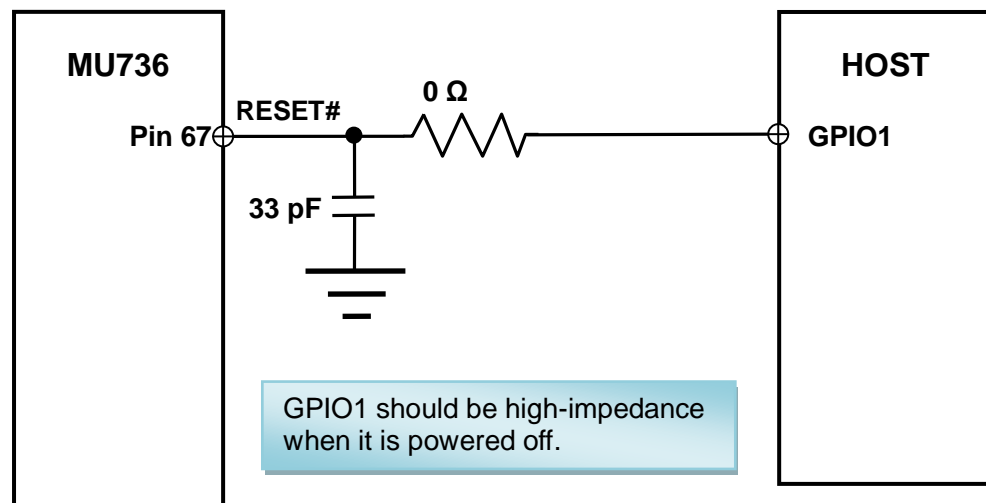 MU736
HOST
0 Ω
RESET#
Pin 67
GPIO1
33 pF
GPIO1 should be high-impedance
when it is powered off.